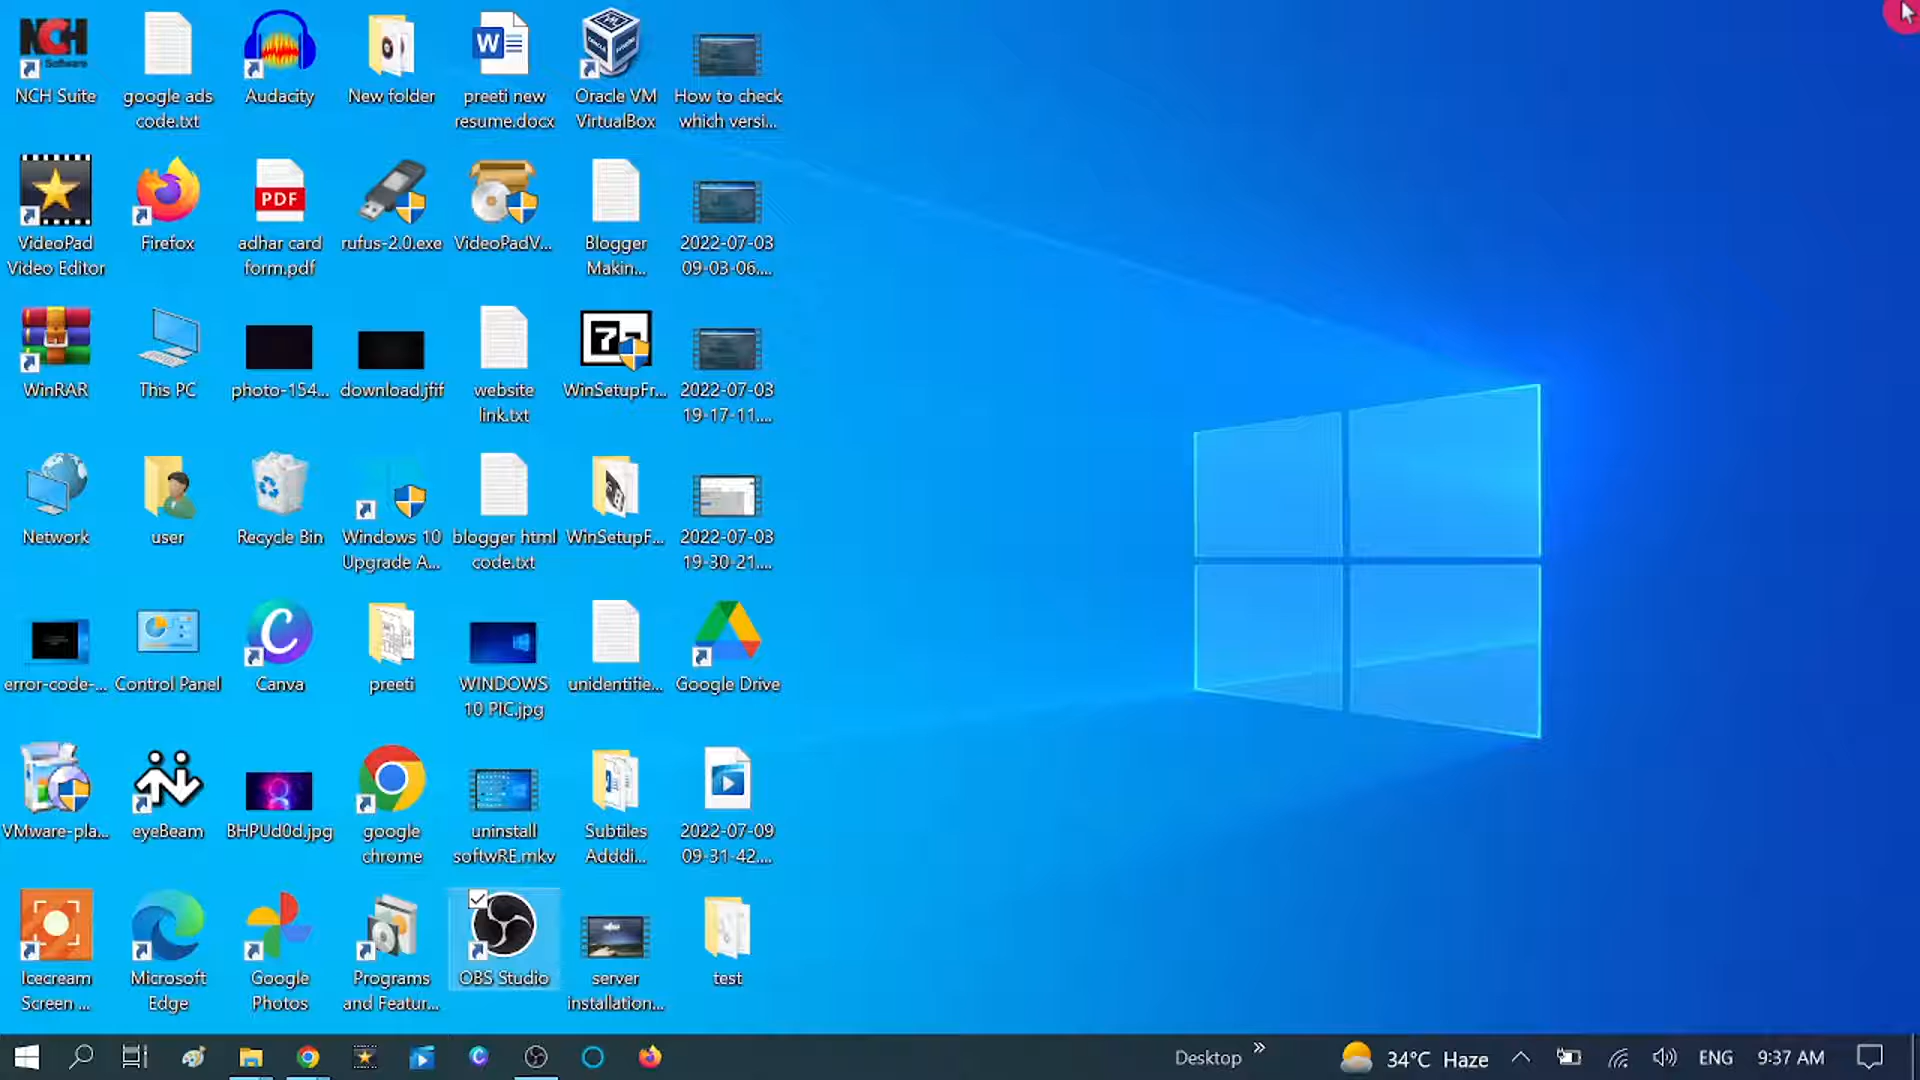 NCH
Software
NCH Suite
google ads
code.txt
Audacity
New folder
W
preeti new
resume.docx
Oracle VM
VirtualBox
How to check
which versi...
VideoPad
Video Editor
Firefox
PDF
adhar card
form.pdf
rufus-2.0.exe
VideoPadV...
Blogger
Makin...
2022-07-03
09-03-06....
WinRAR
This PC
photo-154...
download.jfif
website
link.txt
WinSetupFr...
2022-07-03
19-17-11....
Network
user
Recycle Bin
Windows 10
Upgrade A...
blogger html
code.txt
WinSetupF...
2022-07-03
19-30-21....
error-code-...
Control Panel
Canva
preeti
WINDOWS
10 PIC.jpg
unidentifie...
Google Drive
VMware-pla...
eyeBeam
BHPUd0d.jpg
google
chrome
uninstall
softwRE.mkv
Subtiles
Adddi...
2022-07-09
09-31-42....
Icecream
Screen ...
Microsoft
Edge
Google
Photos
Programs
and Featur...
OBS Studio
server
installation...
test
Desktop
34°C Haze
ENG
9:37 AM